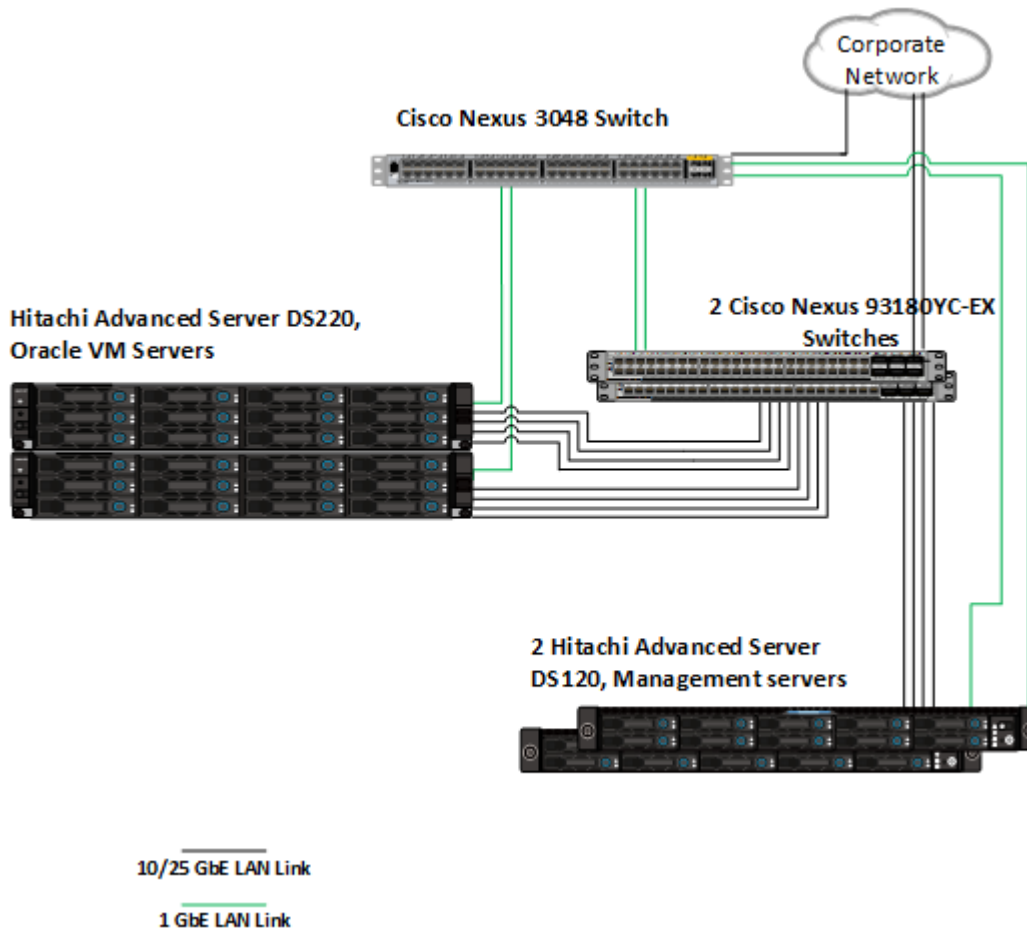 Corporate
Network
Cisco Nexus 3048 Switch
Hitachi Advanced Server DS220,
Oracle VM Servers
2 Cisco Nexus 93180YC-EX
Switches
2 Hitachi Advanced Server
DS120, Management servers
10/25 GbE LAN Link
1 GbE LAN Link